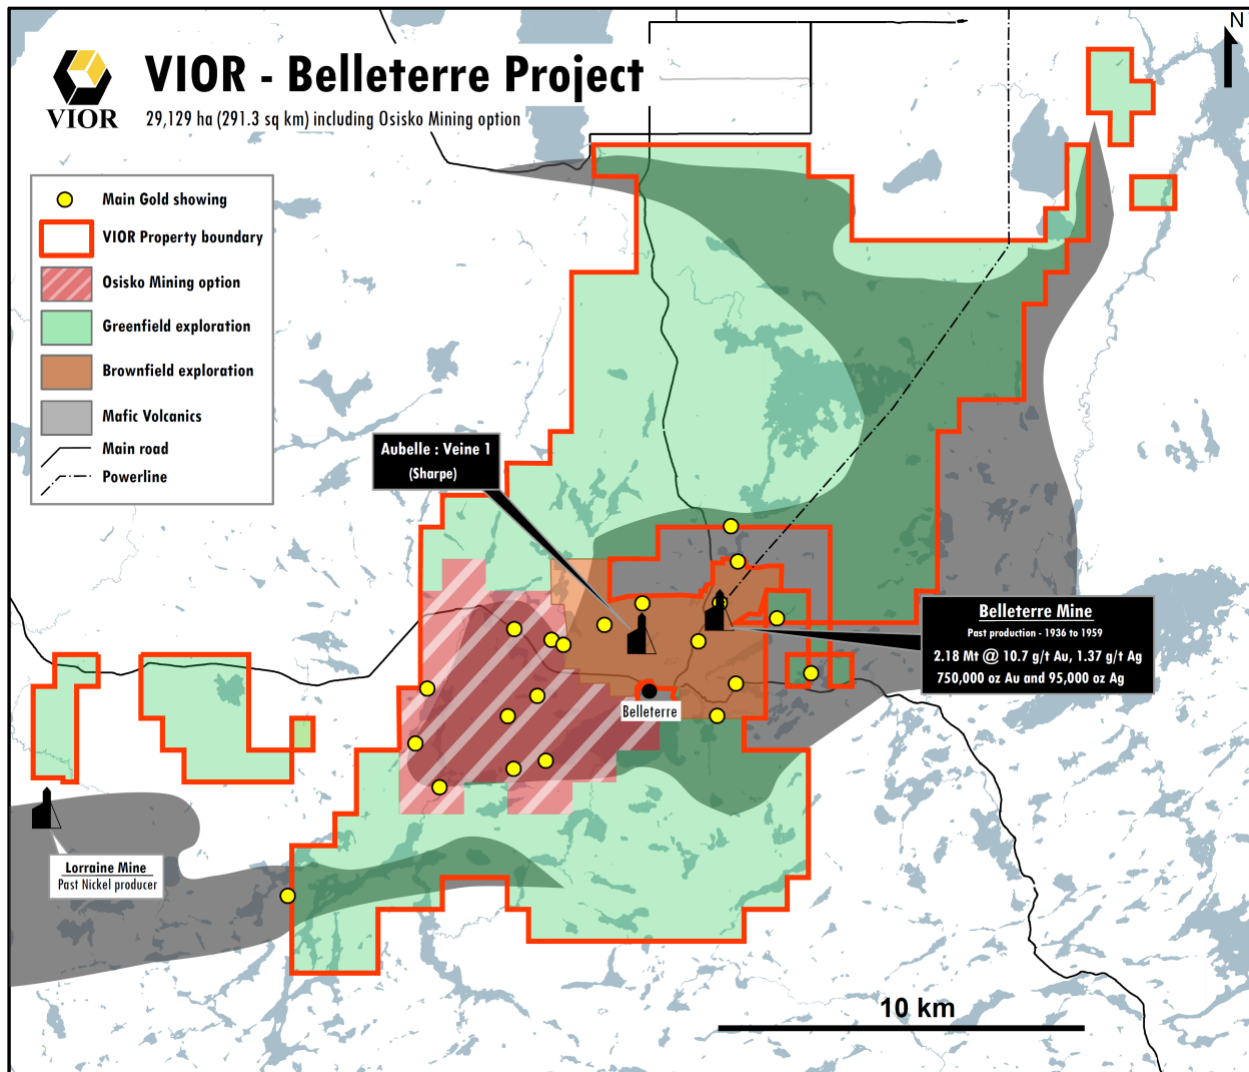 N
VIOR - Belleterre Project
VIOR
29,129 ha (291.3 sq km) including Osisko Mining option
Main Gold showing
VIOR Property boundary
Osisko Mining option
Greenfield exploration
Brownfield exploration
Mafic Volcanics
Main road
Powerline
Aubelle : Veine 1
(Sharpe)
Belleterre Mine
Past production - 1936 to 1959
2.18 Mt @ 10.7 g/t Au, 1.37 g/t Ag
750,000 oz Au and 95,000 oz Ag
Belleterre
Lorraine Mine
Past Nickel producer
10 km